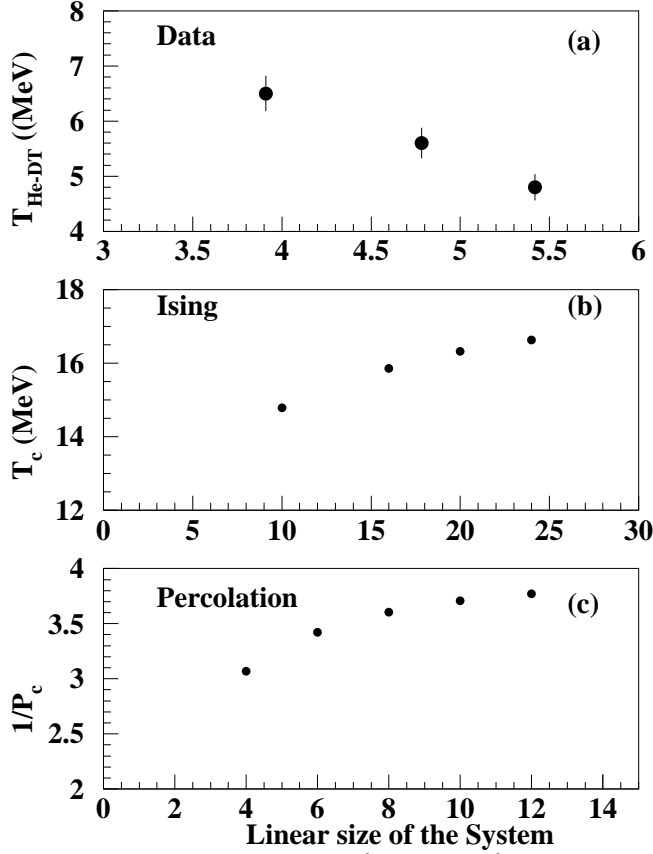 Data
(a)
T_He-DT ((MeV)
8
7
6
5
4
3 3.5 4 4.5 5 5.5 6
Ising
(b)
T_c (MeV)
18
16
14
12
0 5 10 15 20 25 30
Percolation
(c)
1/P_c
4
3.5
3
2.5
2
0 2 4 6 8 10 12 14
Linear size of the System